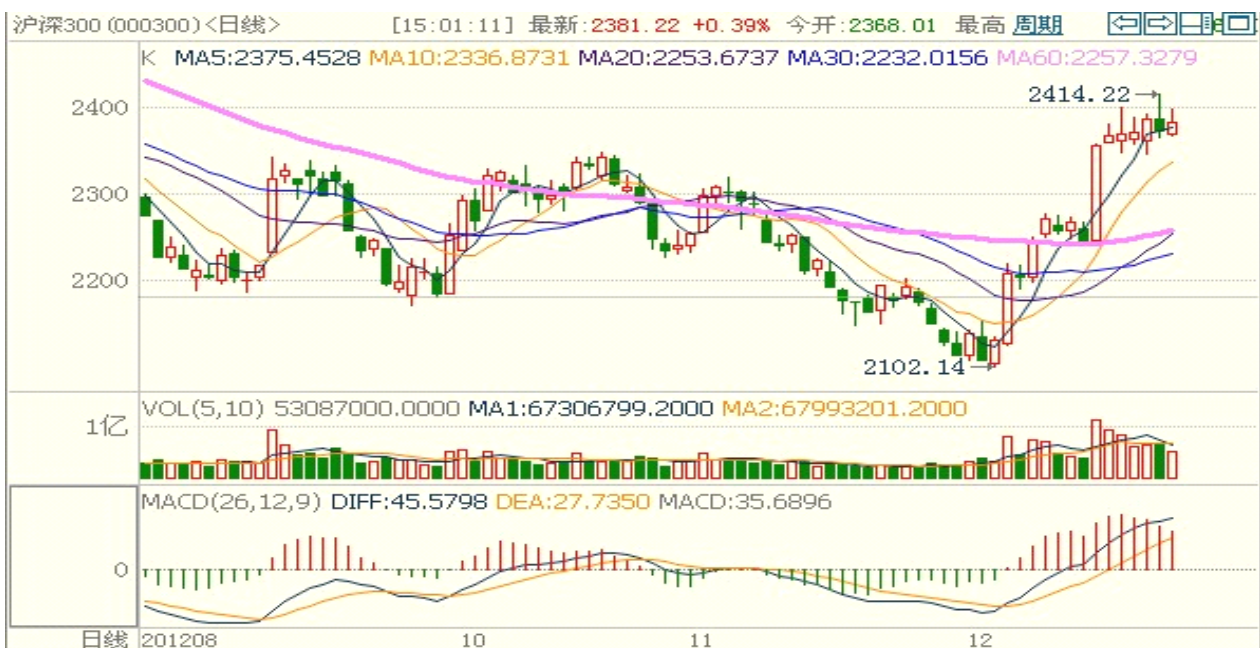 沪深300 (000300)<日线> [15:01:11] 最新:2381.22 +0.39% 今开:2368.01 最高 周期
K MA5:2375.4528 MA10:2336.8731 MA20:2253.6737 MA30:2232.0156 MA60:2257.3279
2414.22
2400
2300
2200
2102.14
VOL(5,10) 53087000.0000 MA1:67306799.2000 MA2:67993201.2000
1亿
MACD(26,12,9) DIFF:45.5798 DEA:27.7350 MACD:35.6896
0
日线 201208 10 11 12